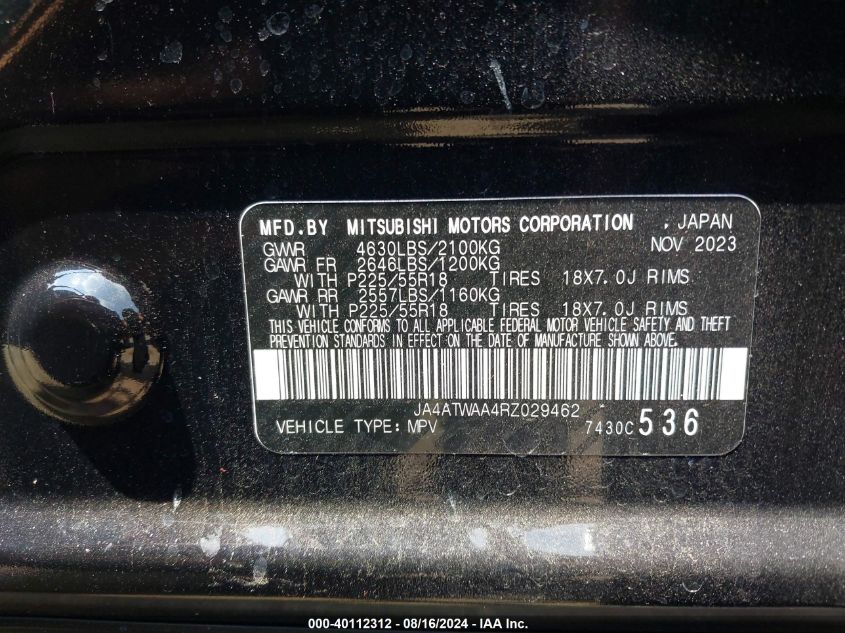 MFD.BY MITSUBISHI MOTORS CORPORATION , JAPAN
GVWR 4630LBS/2100KG NOV 2023
GAWR FR 2646LBS/1200KG
WITH P225/55R18 TIRES 18X7.0J RIMS
GAWR RR 2557LBS/1160KG
WITH P225/55R18 TIRES 18X7.0J RIMS
THIS VEHICLE CONFORMS TO ALL APPLICABLE FEDERAL MOTOR VEHICLE SAFETY AND THEFT
PREVENTION STANDARDS IN EFFECT ON THE DATE OF MANUFACTURE SHOWN ABOVE.
JA4ATWAA4RZ029462
VEHICLE TYPE: MPV 7430C 536
000-40112312 - 08/16/2024 - IAA Inc.